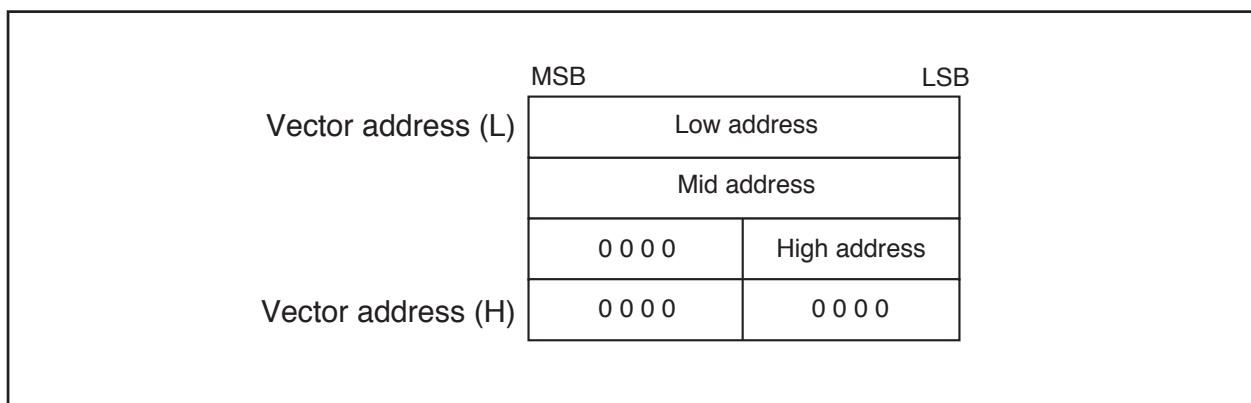 MSB LSB
Vector address (L) Low address
Mid address
0 0 0 0 High address
Vector address (H) 0 0 0 0 0 0 0 0